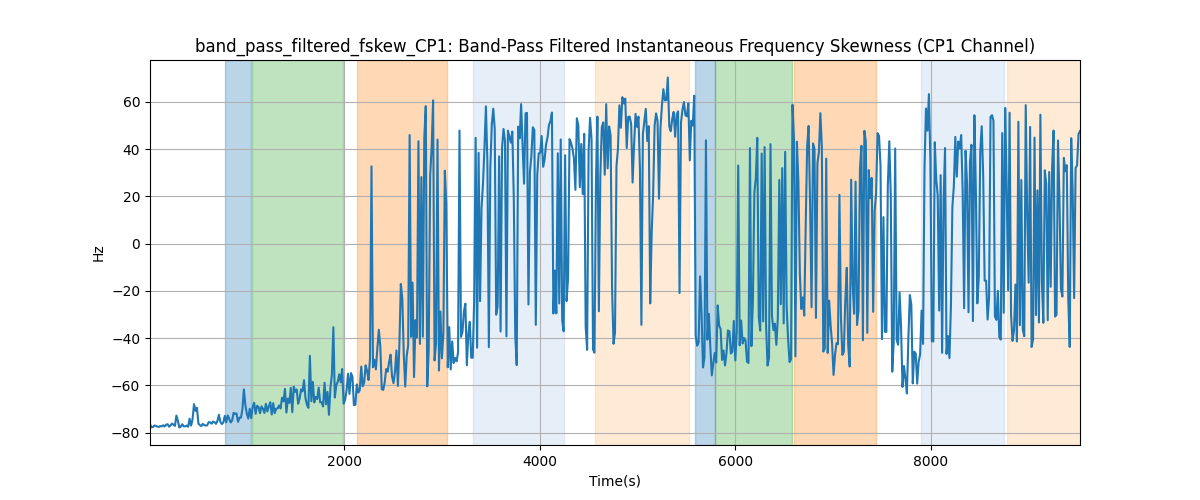 band_pass_filtered_fskew_CP1: Band-Pass Filtered Instantaneous Frequency Skewness (CP1 Channel)
60
40
20
0
−20
−40
−60
−80
Hz
2000 4000 6000 8000
Time(s)